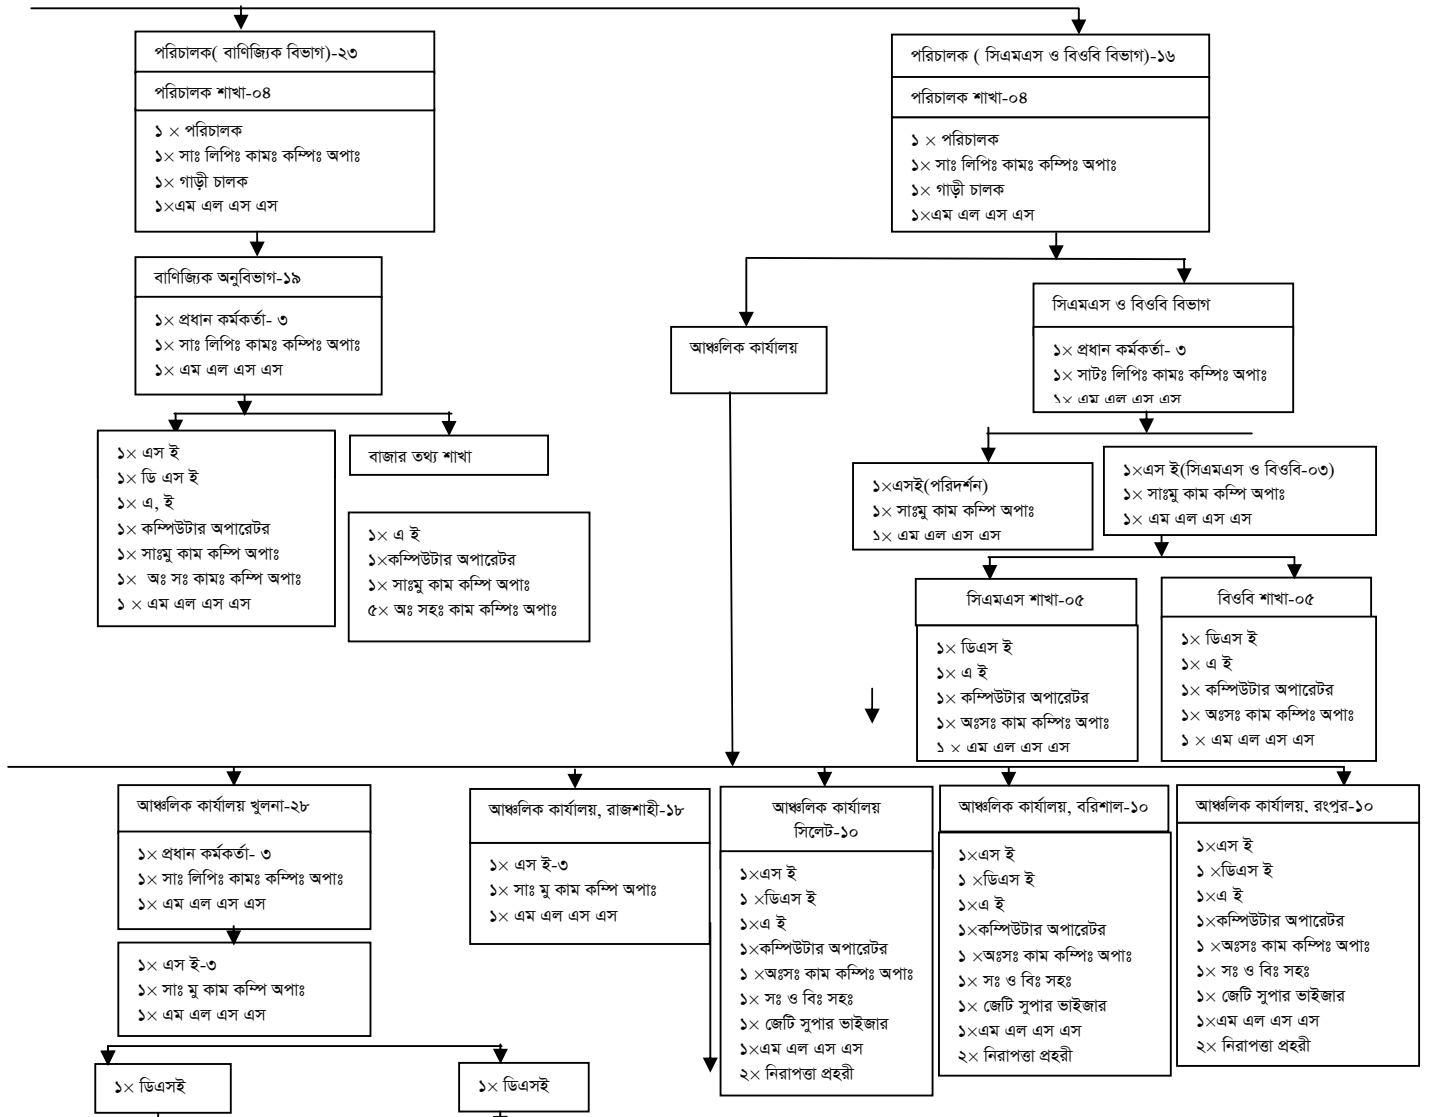 পরিচালক( বাণিজ্যিক বিভাগ)-২৩
পরিচালক শাখা-০৪
১ × পরিচালক
১× সাঃ লিপিঃ কামঃ কম্পিঃ অপাঃ
১× গাড়ী চালক
১×এম এল এস এস
পরিচালক ( সিএমএস ও বিওবি বিভাগ)-১৬
পরিচালক শাখা-০৪
১ × পরিচালক
১× সাঃ লিপিঃ কামঃ কম্পিঃ অপাঃ
১× গাড়ী চালক
১×এম এল এস এস
বাণিজ্যিক অনুবিভাগ-১৯
১× প্রধান কর্মকর্তা- ৩
১× সাঃ লিপিঃ কামঃ কম্পিঃ অপাঃ
১× এম এল এস এস
আঞ্চলিক কার্যালয়
সিএমএস ও বিওবি বিভাগ
১× প্রধান কর্মকর্তা- ৩
১× সাটঃ লিপিঃ কামঃ কম্পিঃ অপাঃ
১× এম এল এস এস
১× এস ই
১× ডি এস ই
১× এ, ই
১× কম্পিউটার অপারেটর
১× সাঃমু কাম কম্পি অপাঃ
১× অঃ সঃ কামঃ কম্পি অপাঃ
১ × এম এল এস এস
বাজার তথ্য শাখা
১× এ ই
১×কম্পিউটার অপারেটর
১× সাঃমু কাম কম্পি অপাঃ
৫× অঃ সহঃ কাম কম্পিঃ অপাঃ
১×এসই(পরিদর্শন)
১× সাঃমু কাম কম্পি অপাঃ
১× এম এল এস এস
১×এস ই(সিএমএস ও বিওবি-০৩)
১× সাঃমু কাম কম্পি অপাঃ
১× এম এল এস এস
সিএমএস শাখা-০৫
১× ডিএস ই
১× এ ই
১× কম্পিউটার অপারেটর
১× অঃসঃ কাম কম্পিঃ অপাঃ
১ × এম এল এস এস
বিওবি শাখা-০৫
১× ডিএস ই
১× এ ই
১× কম্পিউটার অপারেটর
১× অঃসঃ কাম কম্পিঃ অপাঃ
১ × এম এল এস এস
আঞ্চলিক কার্যালয় খুলনা-২৮
১× প্রধান কর্মকর্তা- ৩
১× সাঃ লিপিঃ কামঃ কম্পিঃ অপাঃ
১× এম এল এস এস
১× এস ই-৩
১× সাঃ মু কাম কম্পি অপাঃ
১× এম এল এস এস
১× ডিএসই
১× ডিএসই
আঞ্চলিক কার্যালয়, রাজশাহী-১৮
১× এস ই-৩
১× সাঃ মু কাম কম্পি অপাঃ
১× এম এল এস এস
আঞ্চলিক কার্যালয়
সিলেট-১০
১×এস ই
১ ×ডিএস ই
১×এ ই
১×কম্পিউটার অপারেটর
১ ×অঃসঃ কাম কম্পিঃ অপাঃ
১× সঃ ও বিঃ সহঃ
১× জেটি সুপার ভাইজার
১×এম এল এস এস
২× নিরাপত্তা প্রহরী
আঞ্চলিক কার্যালয়, বরিশাল-১০
১×এস ই
১ ×ডিএস ই
১×এ ই
১×কম্পিউটার অপারেটর
১ ×অঃসঃ কাম কম্পিঃ অপাঃ
১× সঃ ও বিঃ সহঃ
১× জেটি সুপার ভাইজার
১×এম এল এস এস
২× নিরাপত্তা প্রহরী
আঞ্চলিক কার্যালয়, রংপুর-১০
১×এস ই
১ ×ডিএস ই
১×এ ই
১×কম্পিউটার অপারেটর
১ ×অঃসঃ কাম কম্পিঃ অপাঃ
১× সঃ ও বিঃ সহঃ
১× জেটি সুপার ভাইজার
১×এম এল এস এস
২× নিরাপত্তা প্রহরী